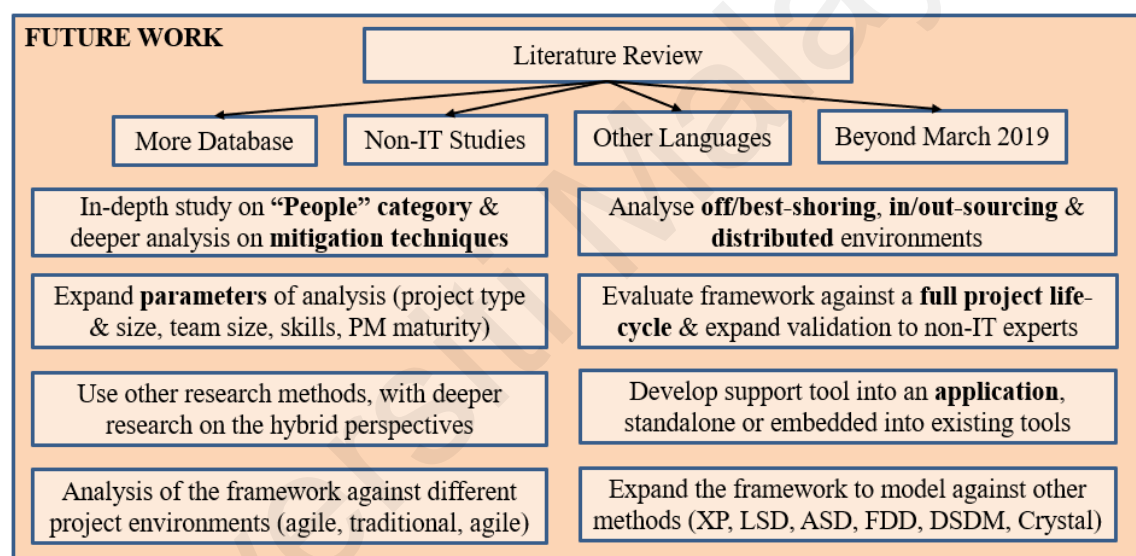 FUTURE WORK
Literature Review
More Database
Non-IT Studies
Other Languages
Beyond March 2019
In-depth study on “People” category &
deeper analysis on mitigation techniques
Analyse off/best-shoring, in/out-sourcing &
distributed environments
Expand parameters of analysis (project type
& size, team size, skills, PM maturity)
Evaluate framework against a full project life-
cycle & expand validation to non-IT experts
Use other research methods, with deeper
research on the hybrid perspectives
Develop support tool into an application,
standalone or embedded into existing tools
Analysis of the framework against different
project environments (agile, traditional, agile)
Expand the framework to model against other
methods (XP, LSD, ASD, FDD, DSDM, Crystal)